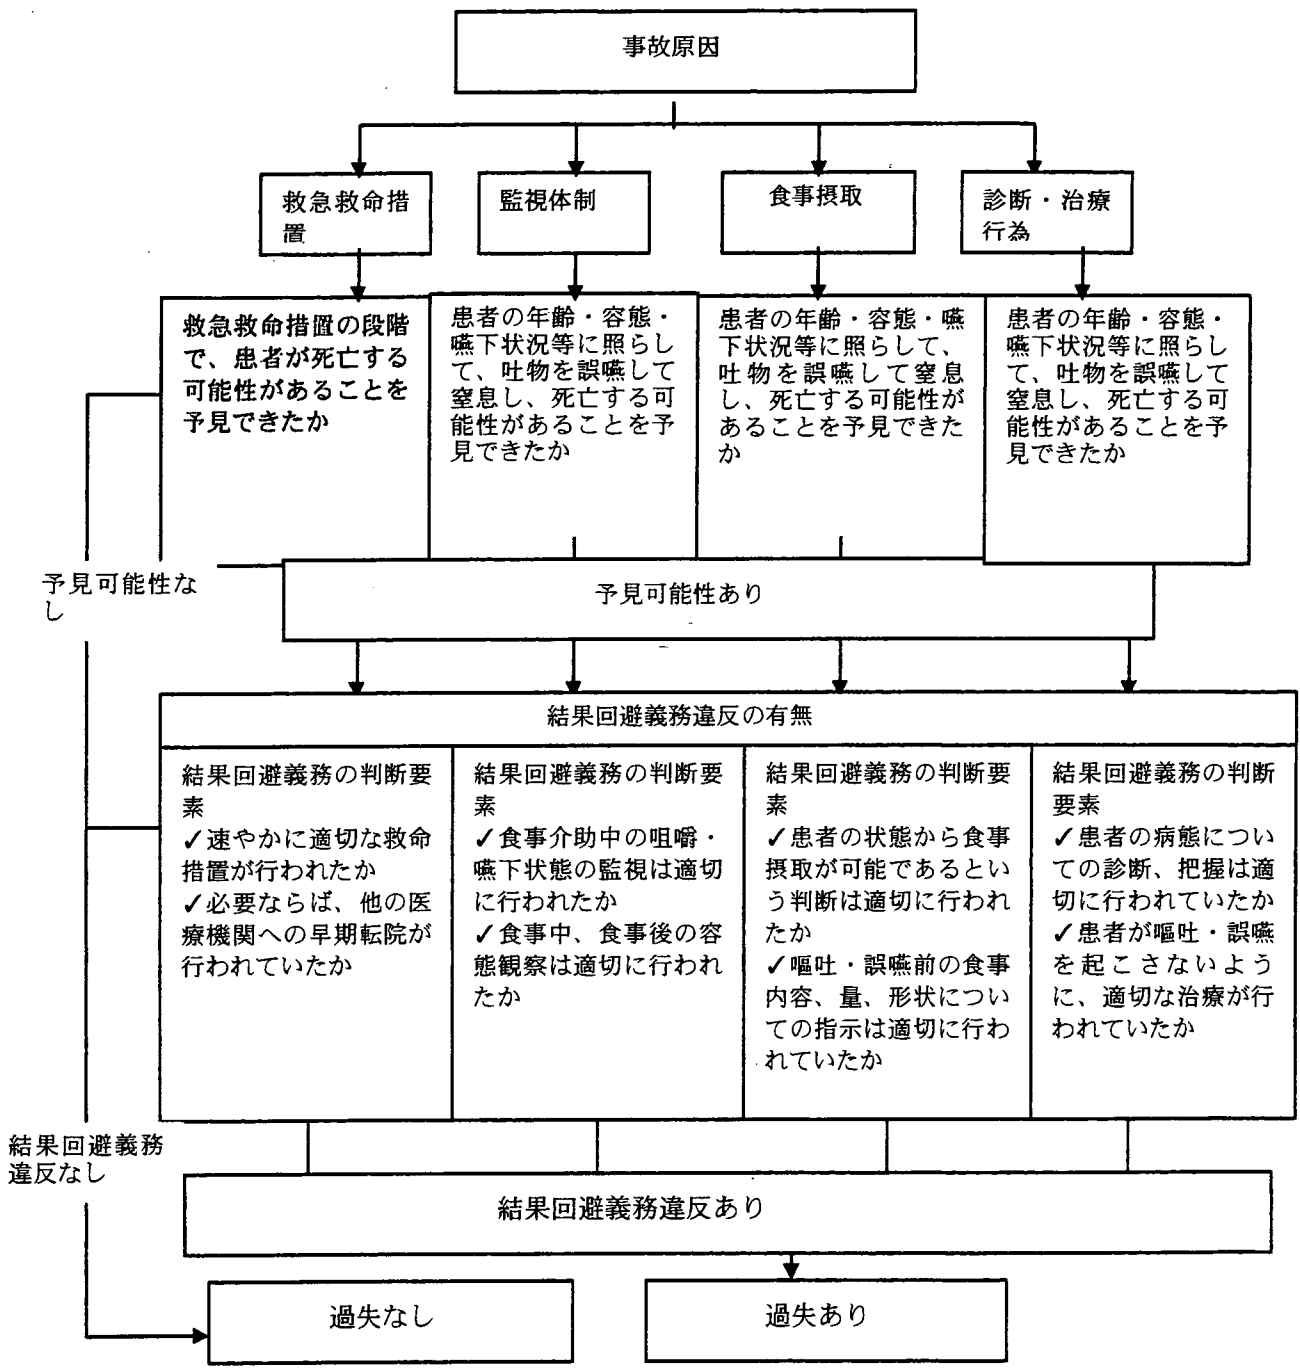 事故原因
救急救命措
置
監視体制
食事摂取
診断・治療
行為
救急救命措置の段階
で、患者が死亡する
可能性があることを
予見できたか
患者の年齢・容態・
嚥下状況等に照らし
て、吐物を誤嚥して
窒息し、死亡する可
能性があることを予
見できたか
患者の年齢・容態・嚥
下状況等に照らして、
吐物を誤嚥して窒息
し、死亡する可能性が
あることを予見できた
か
患者の年齢・容態・
嚥下状況等に照らし
て、吐物を誤嚥して
窒息し、死亡する可
能性があることを予
見できたか
予見可能性な
し
予見可能性あり
結果回避義務違反の有無
結果回避義務の判断要
素
✓速やかに適切な救命
措置が行われたか
✓必要ならば、他の医
療機関への早期転院が
行われていたか
結果回避義務の判断要
素
✓食事介助中の咀嚼・
嚥下状態の監視は適切
に行われたか
✓食事中、食事後の容
態観察は適切に行われ
たか
結果回避義務の判断要
素
✓患者の状態から食事
摂取が可能であるとい
う判断は適切に行われ
たか
✓嘔吐・誤嚥前の食事
内容、量、形状につい
ての指示は適切に行わ
れていたか
結果回避義務の判断
要素
✓患者の病態につい
ての診断、把握は適
切に行われていたか
✓患者が嘔吐・誤嚥
を起こさないよう
に、適切な治療が行
われていたか
結果回避義務
違反なし
結果回避義務違反あり
過失なし
過失あり